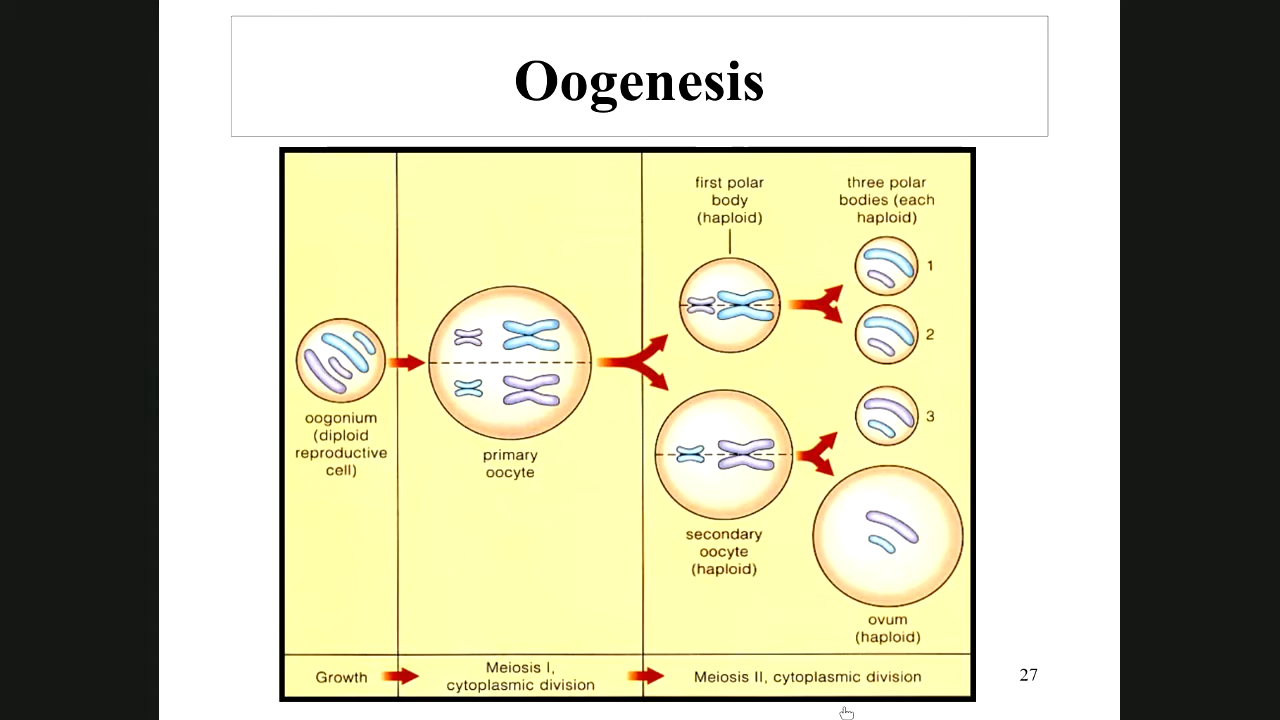 Oogenesis
first polar
body
(haploid)
three polar
bodies (each
haploid)
1
2
3
oogonium
(diploid
reproductive
cell)
primary
oocyte
secondary
oocyte
(haploid)
ovum
(haploid)
Growth
Meiosis I,
cytoplasmic division
Meiosis II, cytoplasmic division
27